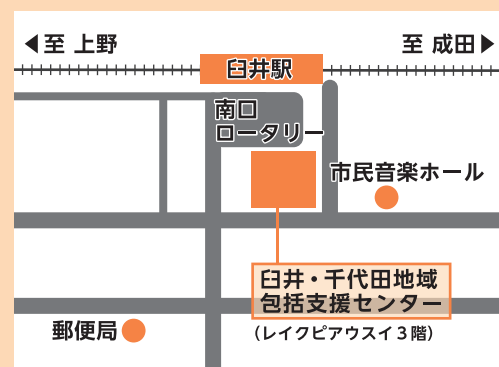 ◀至 上野
至 成田▶
臼井駅
南口
ロータリー
市民音楽ホール
臼井・千代田地域
包括支援センター
（レイクピアウスイ３階）
郵便局